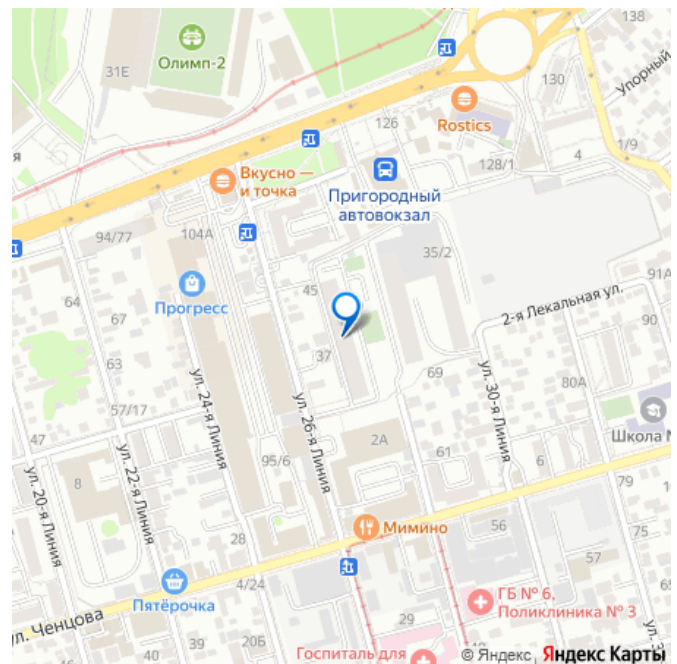 138
Олимп-2
31Е
Упорный
130
Rostics
126
1/9
Вкусно —
и точка
128/1
4
Пригородный
автовокзал
94/77
104А
35/2
91А
45
2-я Лекальная ул.
64
Прогресс
90
67
63
37
69
80А
ул. 24-я Линия
ул. 26-я Линия
ул. 30-я Линия
57/17
47
Школа №
2А
95/6
61
6
8
79
ул. 20-я Линия
ул. 22-я Линия
Мимино
56
75
28
57
4/24
ГБ № 6,
Поликлиника № 3
Пятёрочка
ул. Ченцова
29
39
20Б
Госпиталь для
© Яндекс
Яндекс Карты